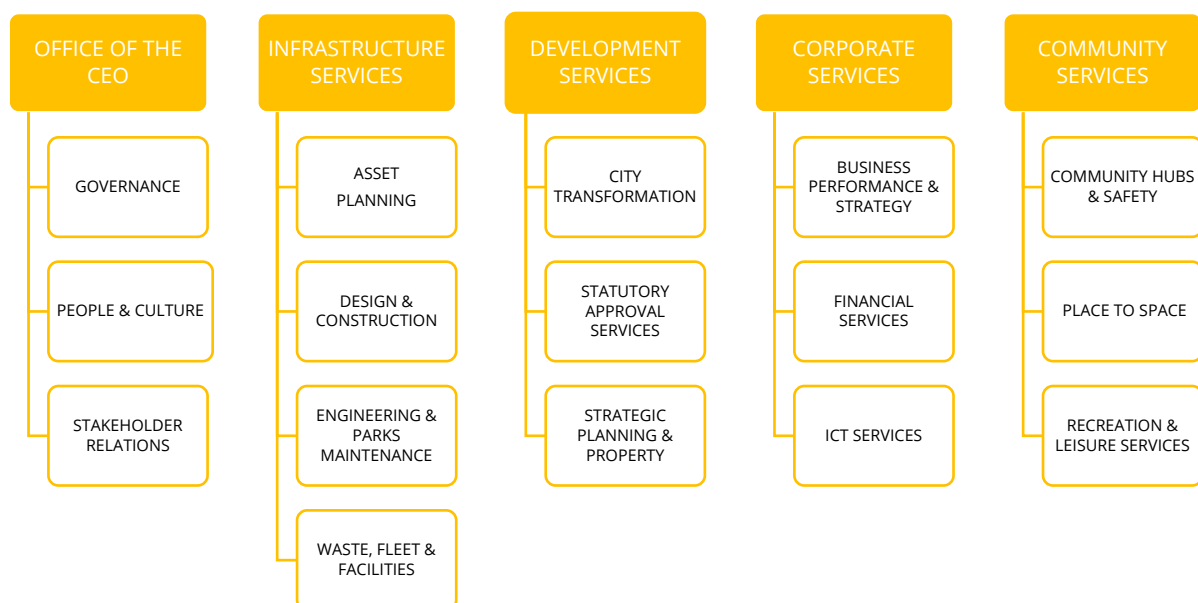 OFFICE OF THE
CEO
GOVERNANCE
PEOPLE & CULTURE
STAKEHOLDER
RELATIONS
INFRASTRUCTURE
SERVICES
ASSET
PLANNING
DESIGN &
CONSTRUCTION
ENGINEERING &
PARKS
MAINTENANCE
WASTE, FLEET &
FACILITIES
DEVELOPMENT
SERVICES
CITY
TRANSFORMATION
STATUTORY
APPROVAL
SERVICES
STRATEGIC
PLANNING &
PROPERTY
CORPORATE
SERVICES
BUSINESS
PERFORMANCE &
STRATEGY
FINANCIAL
SERVICES
ICT SERVICES
COMMUNITY
SERVICES
COMMUNITY HUBS
& SAFETY
PLACE TO SPACE
RECREATION &
LEISURE SERVICES